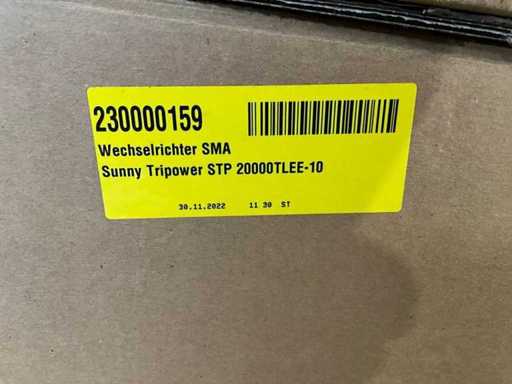 230000159
Wechselrichter SMA
Sunny Tripower STP 20000TLEE-10
30.11.2022 11 30 ST